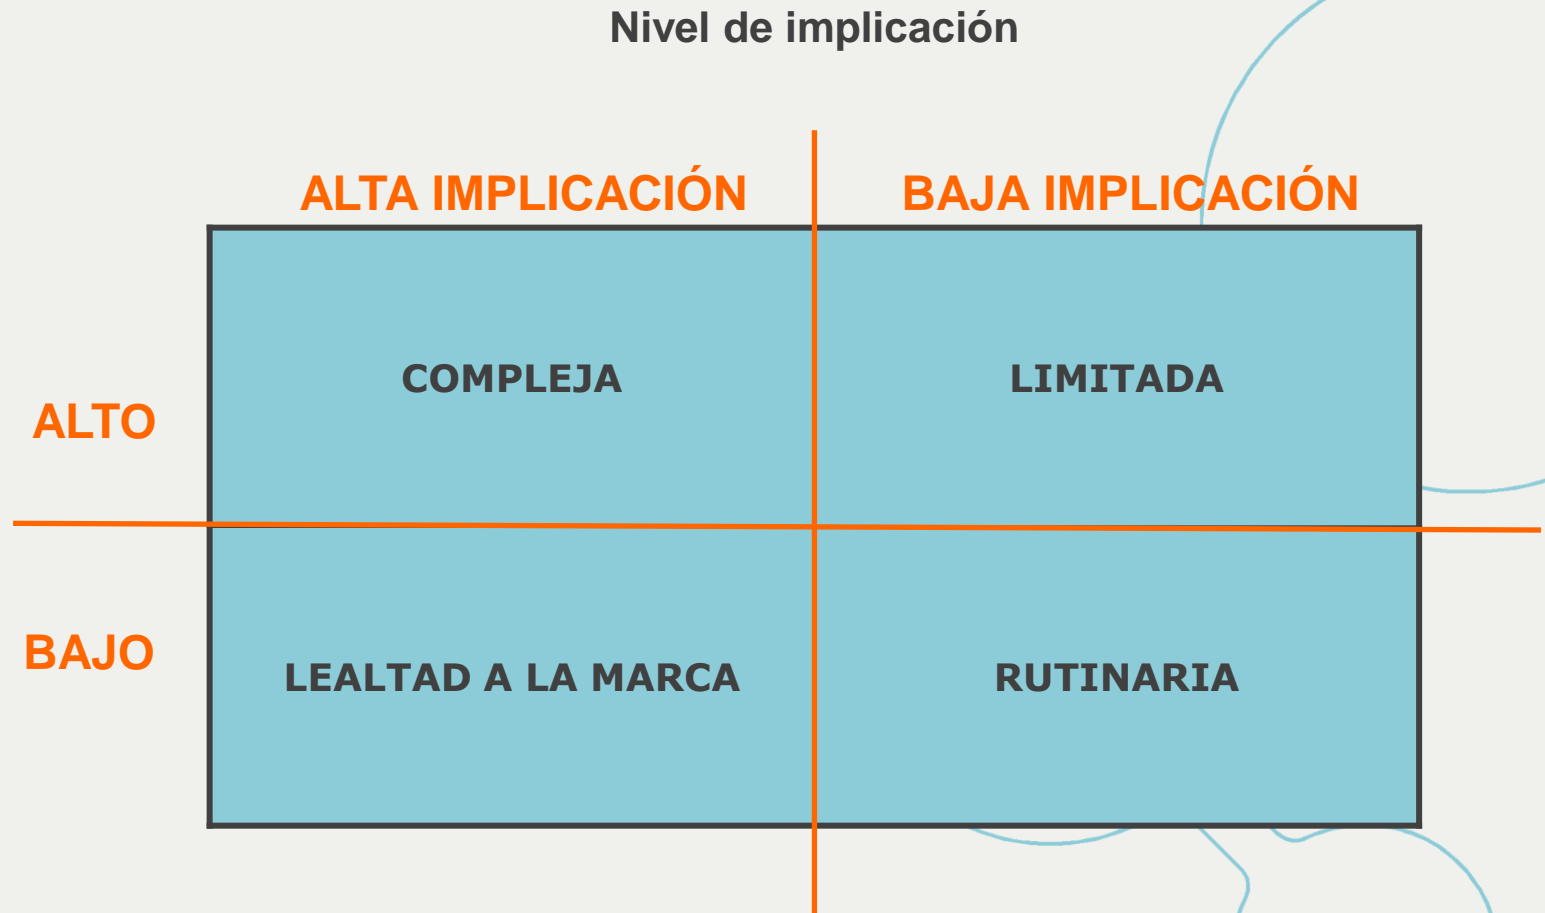 Nivel de implicación
ALTA IMPLICACIÓN
BAJA IMPLICACIÓN
COMPLEJA
LIMITADA
ALTO
BAJO
LEALTAD A LA MARCA
RUTINARIA